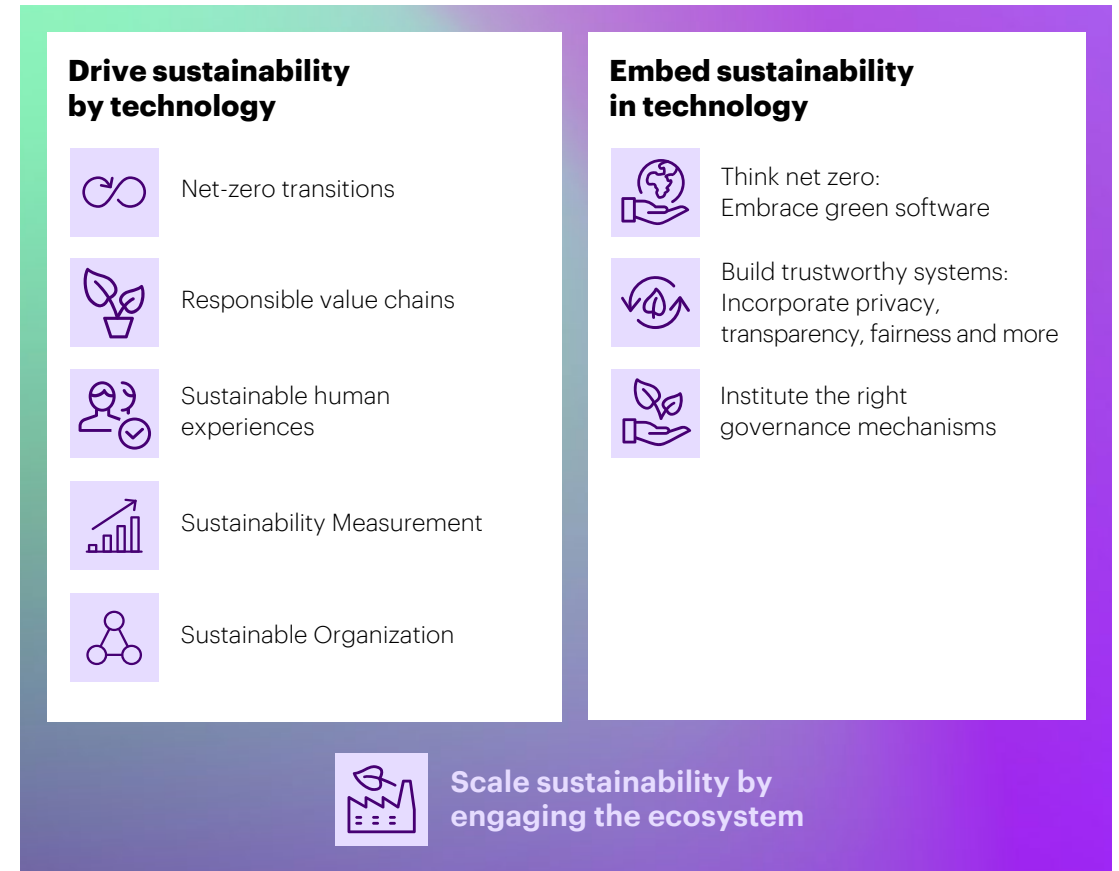 Drive sustainability
by technology
Net-zero transitions
Responsible value chains
Sustainable human
experiences
Sustainability Measurement
Sustainable Organization
Embed sustainability
in technology
Think net zero:
Embrace green software
Build trustworthy systems:
Incorporate privacy,
transparency, fairness and more
Institute the right
governance mechanisms
Scale sustainability by
engaging the ecosystem